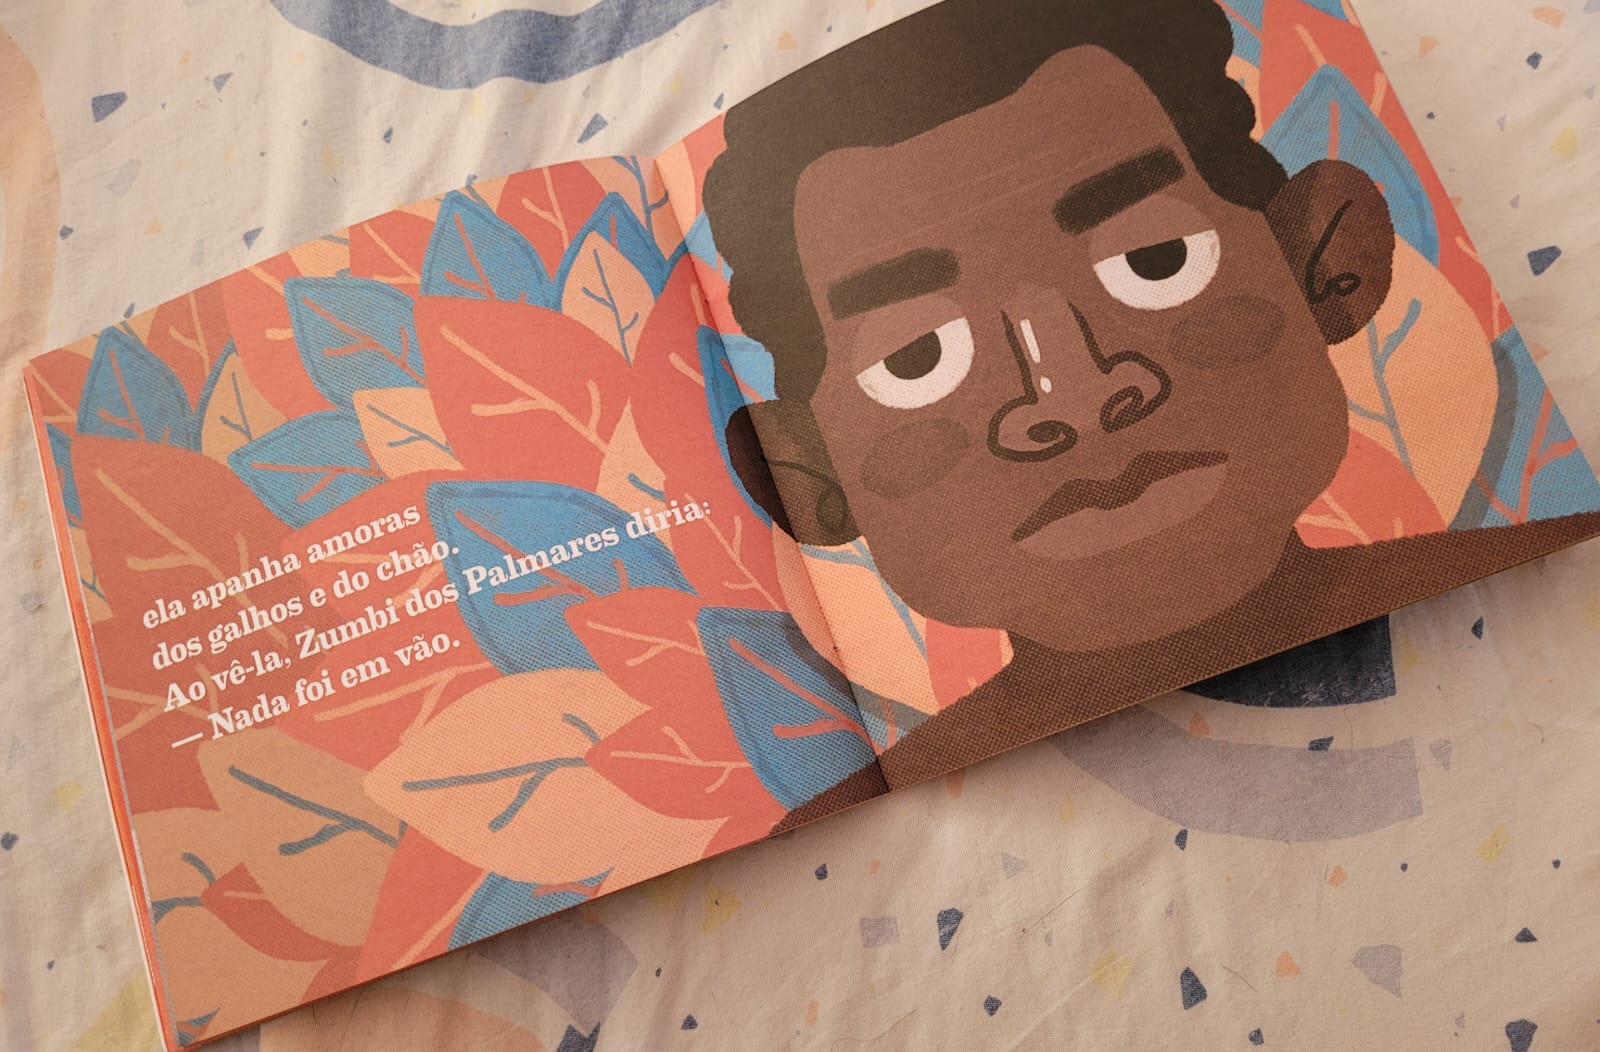 ela apanha amoras
dos galhos e do chão.
Ao vê-la, Zumbi dos Palmares diria:
— Nada foi em vão.